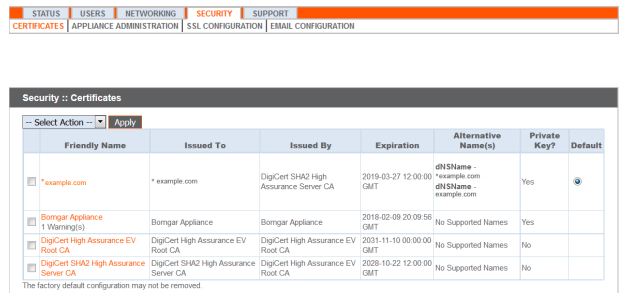 STATUS USERS NETWORKING SECURITY SUPPORT
CERTIFICATES APPLIANCE ADMINISTRATION SSL CONFIGURATION EMAIL CONFIGURATION
Security :: Certificates
-- Select Action -- Apply
Friendly Name Issued To Issued By Expiration Alternative Name(s) Private Key? Default
*example.com * example.com DigiCert SHA2 High Assurance Server CA 2019-03-27 12:00:00 GMT dNSName - *example.com dNSName - example.com Yes
Bomgar Appliance 1 Warning(s) Bomgar Appliance Bomgar Appliance 2018-02-09 20:09:56 GMT No Supported Names Yes
DigiCert High Assurance EV Root CA DigiCert High Assurance EV Root CA DigiCert High Assurance EV Root CA 2031-11-10 00:00:00 GMT No Supported Names No
DigiCert SHA2 High Assurance Server CA DigiCert SHA2 High Assurance Server CA DigiCert High Assurance EV Root CA 2028-10-22 12:00:00 GMT No Supported Names No
The factory default configuration may not be removed.